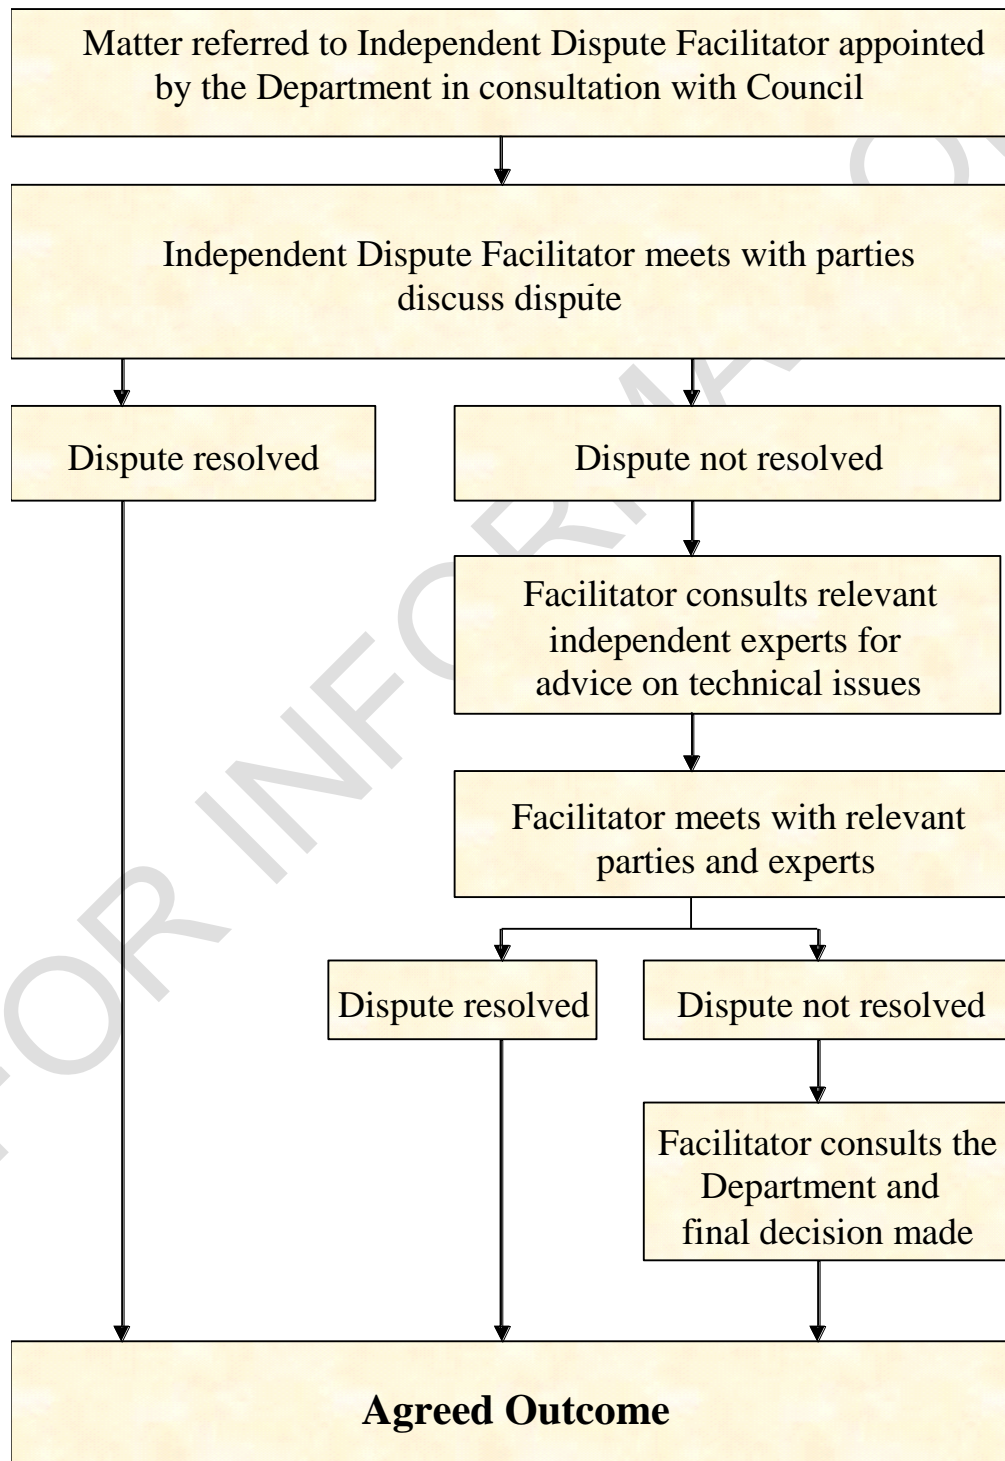 Matter referred to Independent Dispute Facilitator appointed
by the Department in consultation with Council
Independent Dispute Facilitator meets with parties
discuss dispute
Dispute resolved
Dispute not resolved
Facilitator consults relevant
independent experts for
advice on technical issues
Facilitator meets with relevant
parties and experts
Dispute resolved
Dispute not resolved
Facilitator consults the
Department and
final decision made
Agreed Outcome
FOR INFORMA